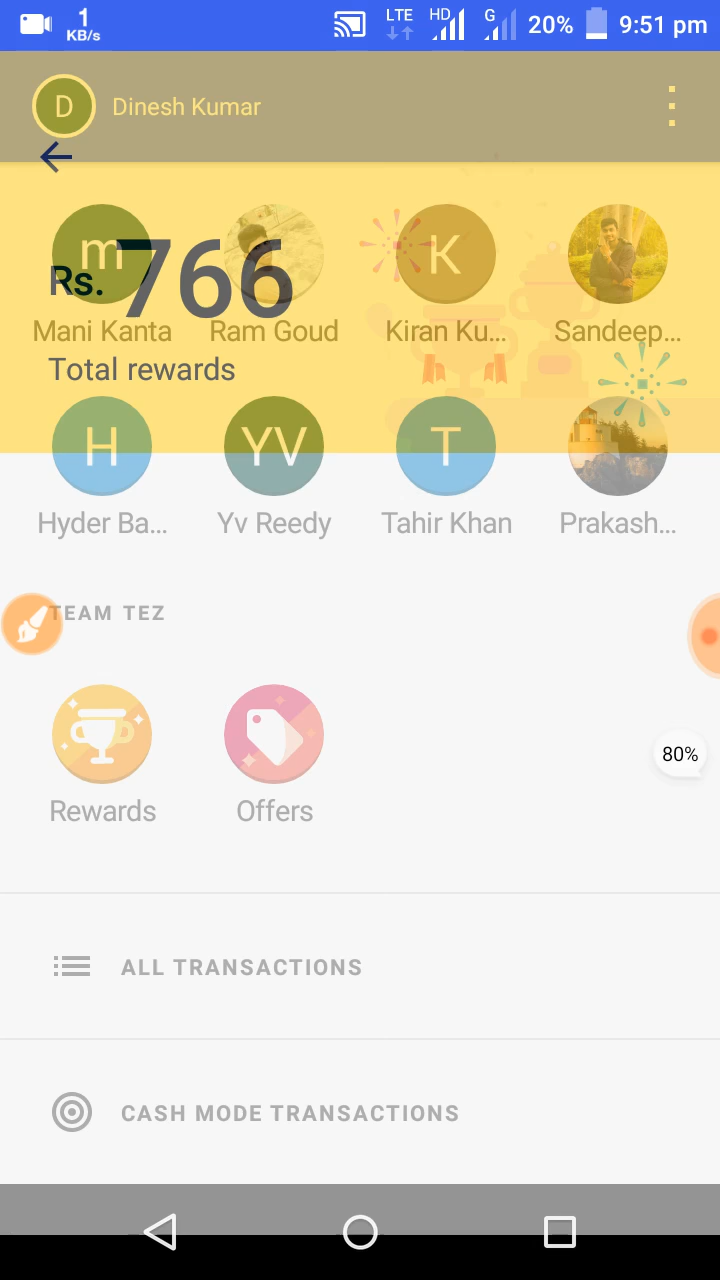 1 KB/s LTE HD G 20% 9:51 pm
D Dinesh Kumar
m K
Rs. 766
Mani Kanta Ram Goud Kiran Ku... Sandeep...
Total rewards
H YV T
Hyder Ba... Yv Reedy Tahir Khan Prakash...
TEAM TEZ
80%
Rewards Offers
ALL TRANSACTIONS
CASH MODE TRANSACTIONS